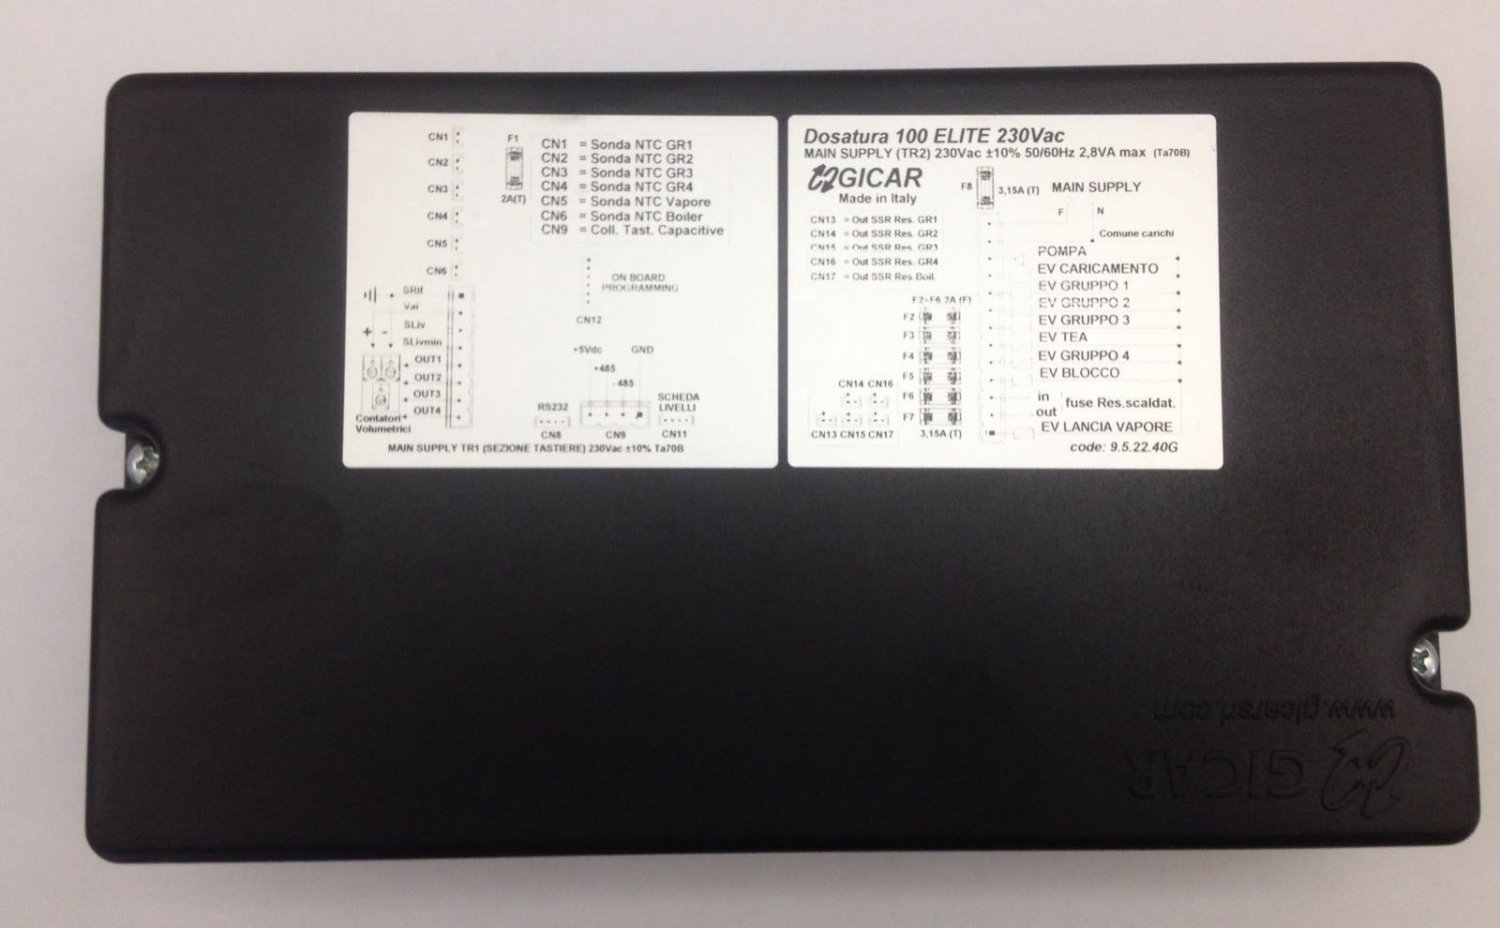 CN1
CN2
CN3
CN4
CN5
CN6
F1
2A(T)
CN1 = Sonda NTC GR1
CN2 = Sonda NTC GR2
CN3 = Sonda NTC GR3
CN4 = Sonda NTC GR4
CN5 = Sonda NTC Vapore
CN6 = Sonda NTC Boiler
CN9 = Coll. Tast. Capacitive
ON BOARD
PROGRAMMING
CN12
SRif
Val
SLiv
SLivmin
+ -
OUT1
OUT2
OUT3
OUT4
Contatori
Volumetrici
+5Vdc GND
+485
- 485
RS232
CN8
CN9
SCHEDA
LIVELLI
CN11
MAIN SUPPLY TR1 (SEZIONE TASTIERE) 230Vac ±10% Ta70B
Dosatura 100 ELITE 230Vac
MAIN SUPPLY (TR2) 230Vac ±10% 50/60Hz 2,8VA max (Ta70B)
GICAR
Made in Italy
F8
3,15A (T)
MAIN SUPPLY
F N
Comune carichi
CN13 = Out SSR Res. GR1
CN14 = Out SSR Res. GR2
CN15 = Out SSR Res. GR3
CN16 = Out SSR Res. GR4
CN17 = Out SSR Res. Boil.
POMPA
EV CARICAMENTO
EV GRUPPO 1
EV GRUPPO 2
EV GRUPPO 3
EV TEA
EV GRUPPO 4
EV BLOCCO
in
out
fuse Res.scaldat.
EV LANCIA VAPORE
F2-F6 2A (F)
F2
F3
F4
F5
F6
F7
3,15A (T)
CN14 CN16
CN13 CN15 CN17
code: 9.5.22.40G
www.gicarsrl.com
GICAR